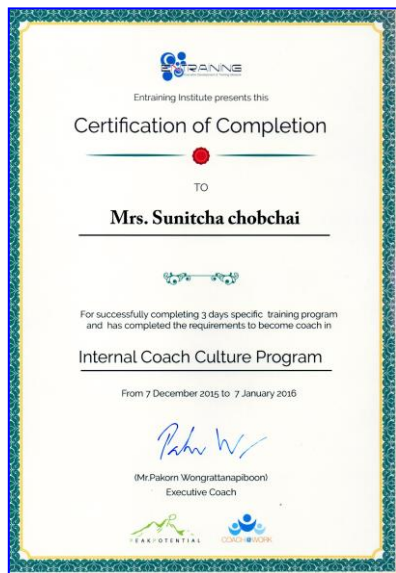 ENTRAINING
Entraining Institute presents this
Certification of Completion
TO
Mrs. Sunitcha chobchai
For successfully completing 3 days specific training program
and has completed the requirements to become coach in
Internal Coach Culture Program
From 7 December 2015 to 7 January 2016
(Mr.Pakorn Wongrattanapiboon)
Executive Coach
PEAKPOTENTIAL
COACH@WORK